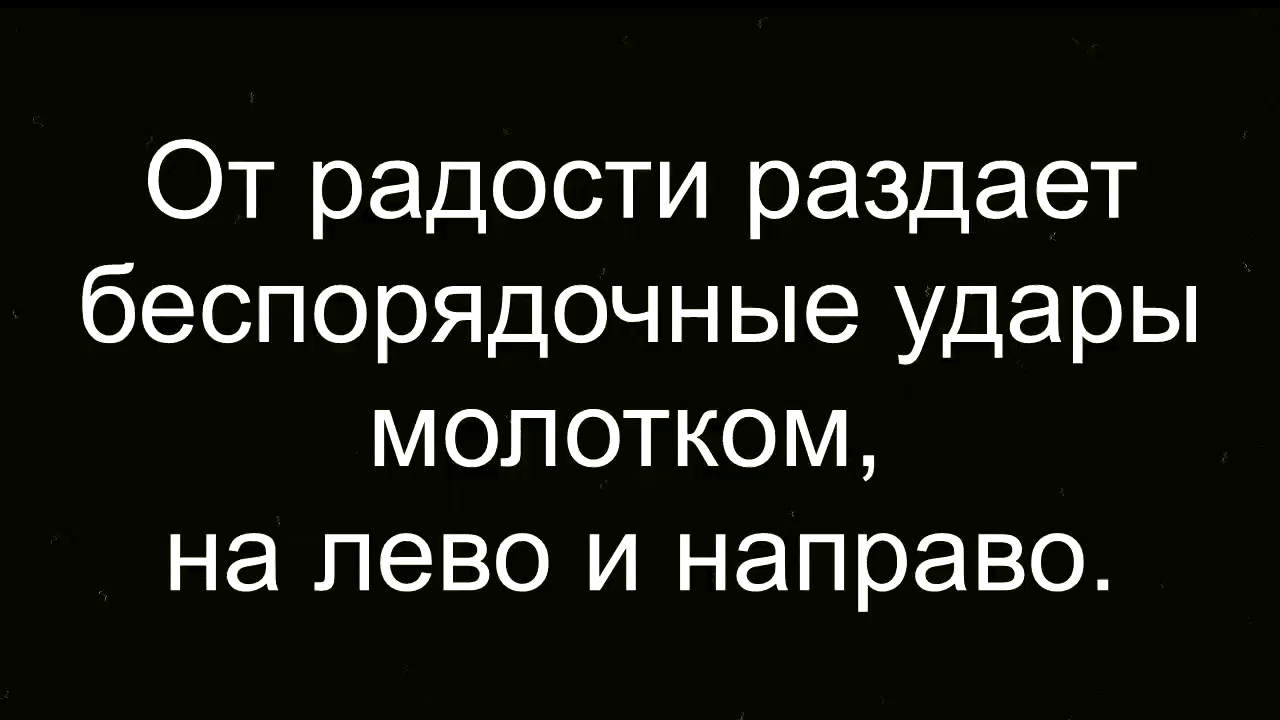 От радости раздает
беспорядочные удары
молотком,
на лево и направо.